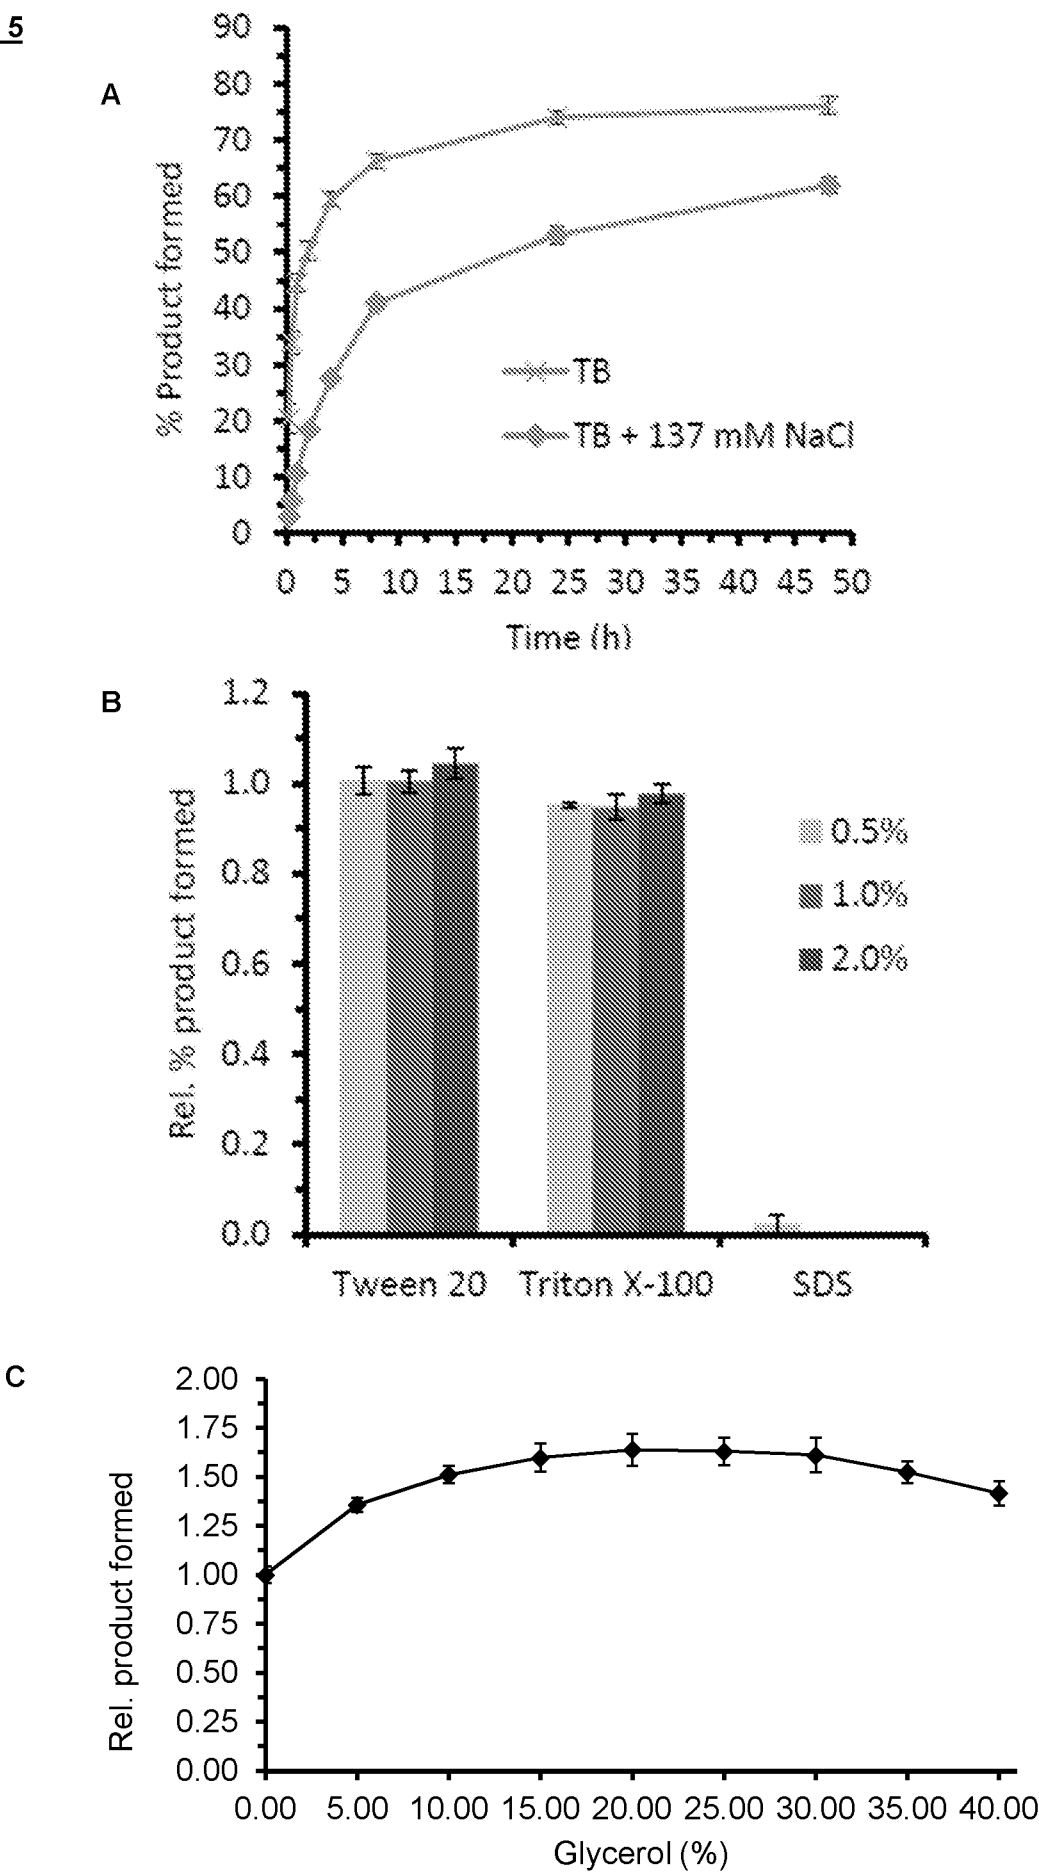 5
A
90
80
70
60
50
40
30
20
10
0
% Product formed
TB
TB + 137 mM NaCl
0 5 10 15 20 25 30 35 40 45 50
Time (h)
B
1.2
1.0
0.8
0.6
0.4
0.2
0.0
Rel. % product formed
0.5%
1.0%
2.0%
Tween 20 Triton X-100 SDS
C
2.00
1.75
1.50
1.25
1.00
0.75
0.50
0.25
0.00
Rel. product formed
0.00 5.00 10.00 15.00 20.00 25.00 30.00 35.00 40.00
Glycerol (%)